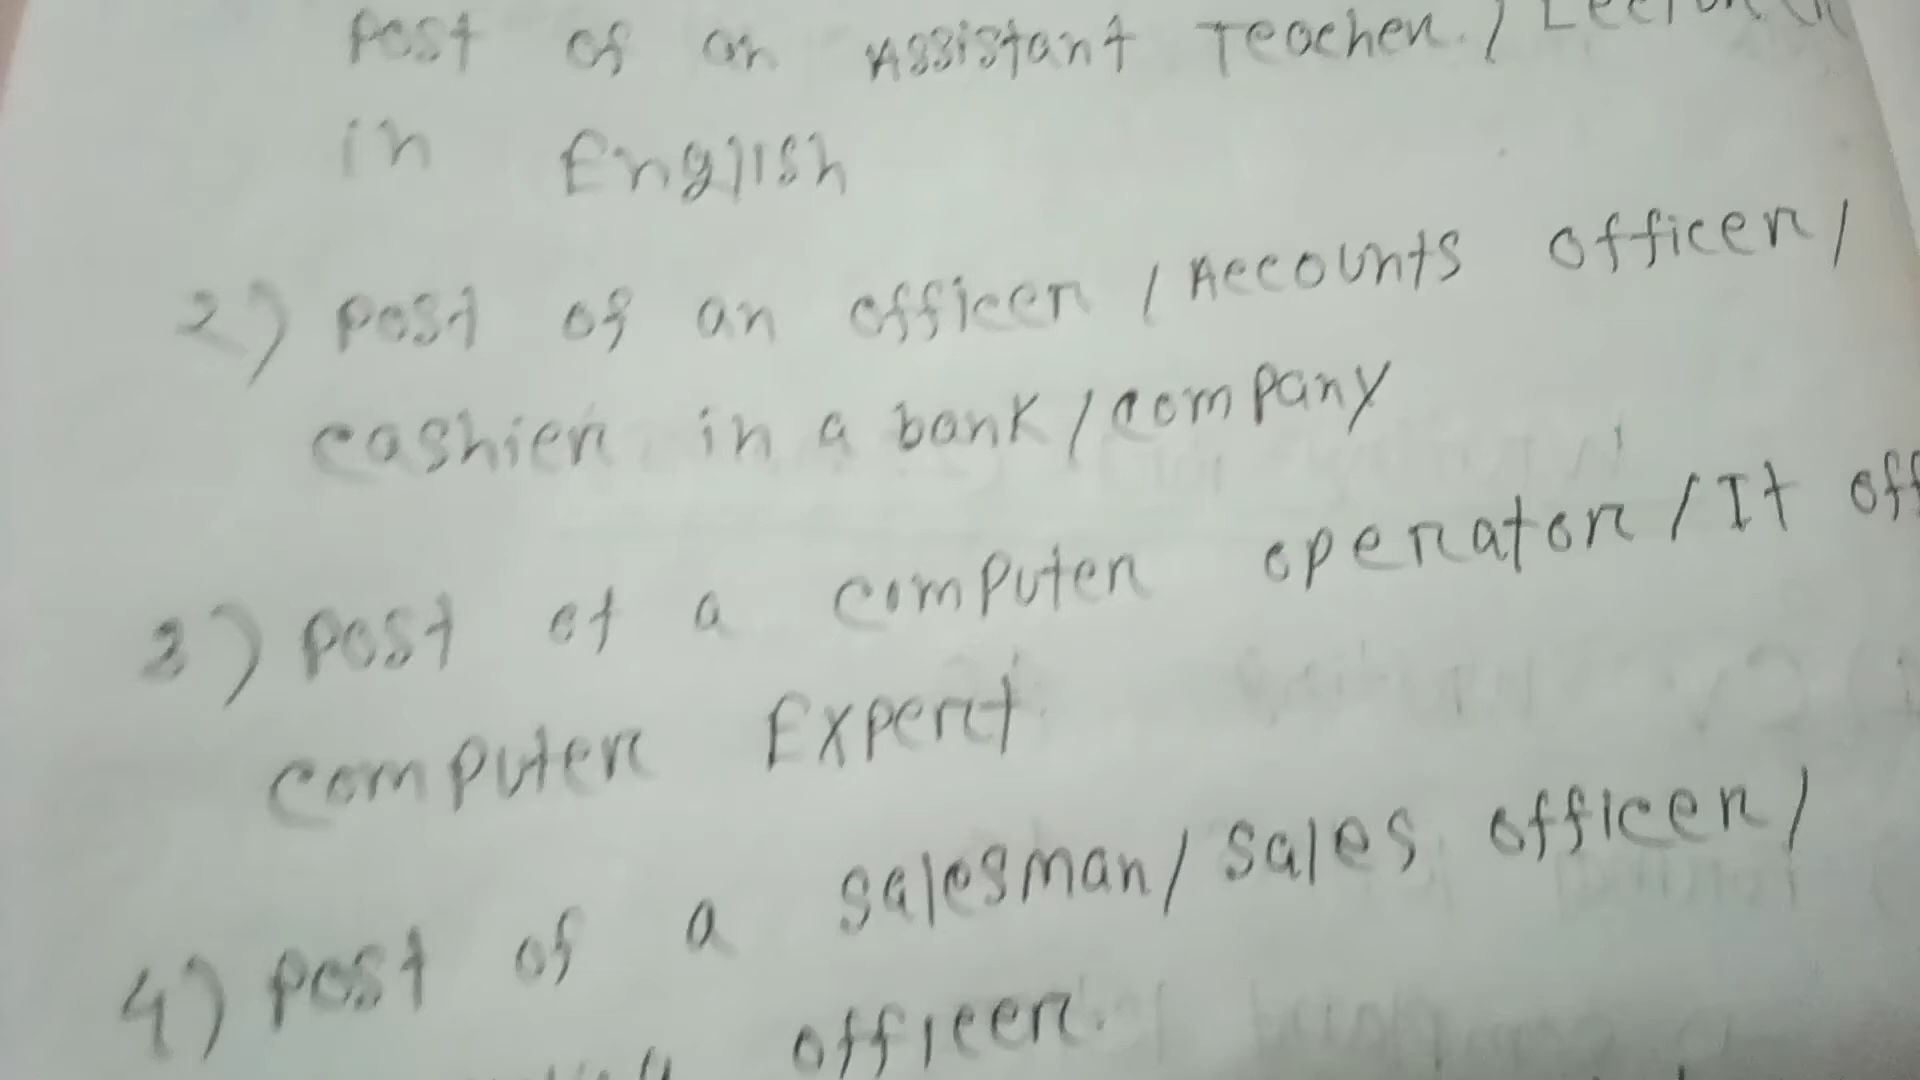 Post of an Assistant Teacher /
in English
2) Post of an officer / Accounts officer /
cashier in a bank / company
3) Post of a computer operator / It
computer Expert
4) Post of a salesman / sales officer /
officer